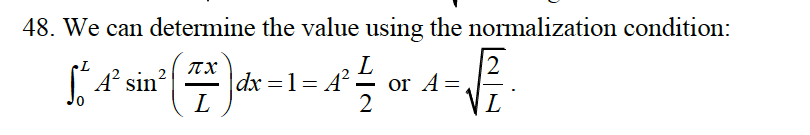 48. We can determine the value using the normalization condition:
∫₀ᴸ A² sin² (πx/L) dx = 1 = A² L/2 or A = √(2/L) .